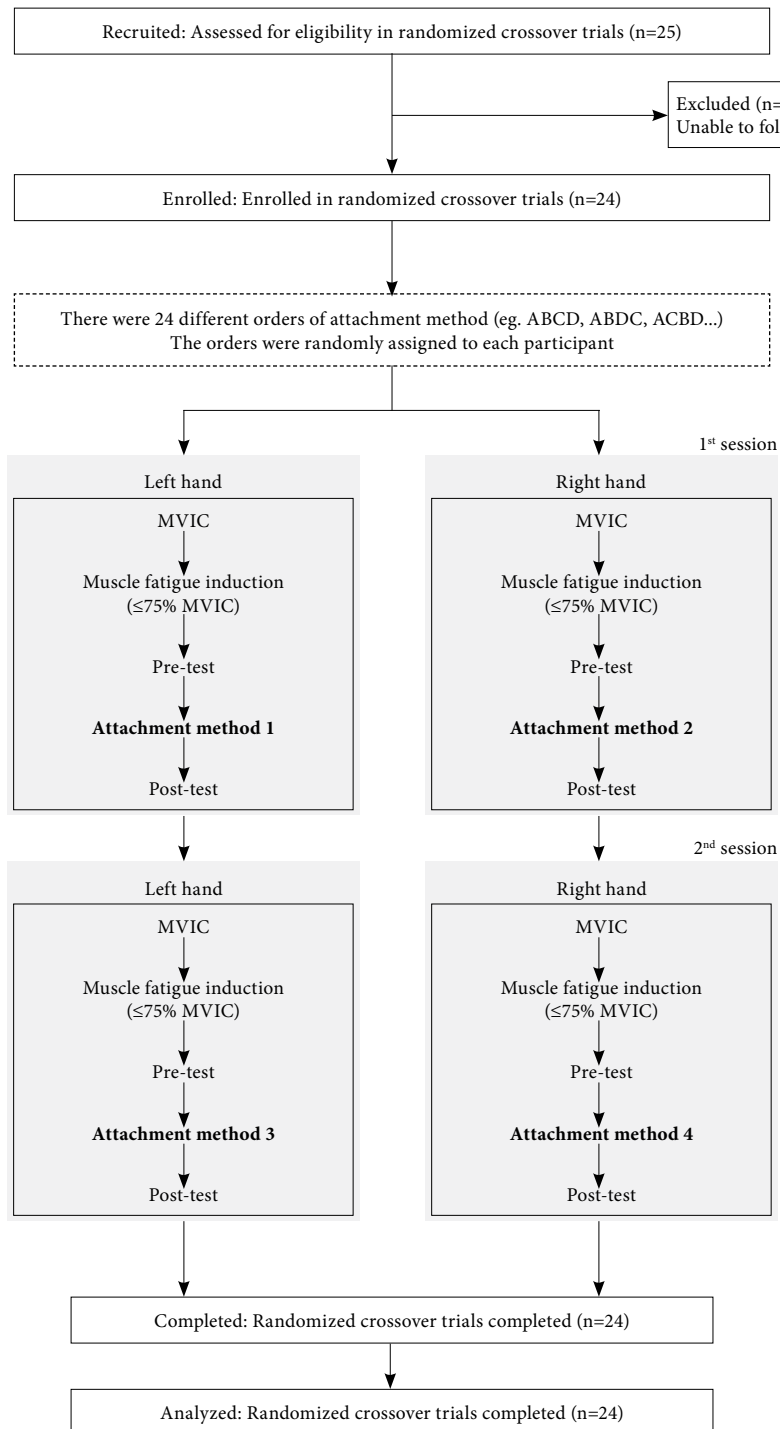 Recruited: Assessed for eligibility in randomized crossover trials (n=25)
Excluded (n=
Unable to fol
Enrolled: Enrolled in randomized crossover trials (n=24)
There were 24 different orders of attachment method (eg. ABCD, ABDC, ACBD...)
The orders were randomly assigned to each participant
1st session
Left hand
MVIC
Muscle fatigue induction
(≤75% MVIC)
Pre-test
Attachment method 1
Post-test
Right hand
MVIC
Muscle fatigue induction
(≤75% MVIC)
Pre-test
Attachment method 2
Post-test
2nd session
Left hand
MVIC
Muscle fatigue induction
(≤75% MVIC)
Pre-test
Attachment method 3
Post-test
Right hand
MVIC
Muscle fatigue induction
(≤75% MVIC)
Pre-test
Attachment method 4
Post-test
Completed: Randomized crossover trials completed (n=24)
Analyzed: Randomized crossover trials completed (n=24)